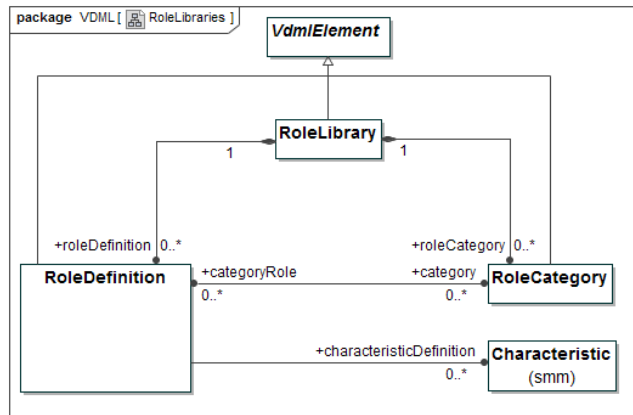 package VDML [ RoleLibraries ]
VdmlElement
RoleLibrary
1
1
+roleDefinition 0..*
+roleCategory 0..*
RoleDefinition
+categoryRole
0..*
+category
0..*
RoleCategory
+characteristicDefinition
0..*
Characteristic
(smm)